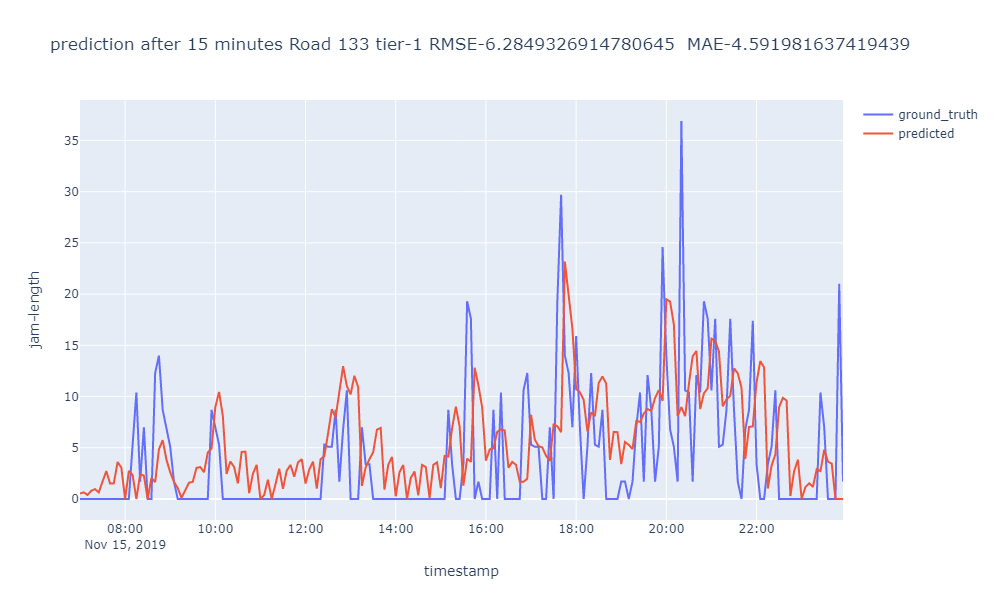 prediction after 15 minutes Road 133 tier-1 RMSE-6.2849326914780645  MAE-4.591981637419439
ground_truth
predicted
35
30
25
20
15
10
5
0
jam-length
08:00 10:00 12:00 14:00 16:00 18:00 20:00 22:00
Nov 15, 2019
timestamp